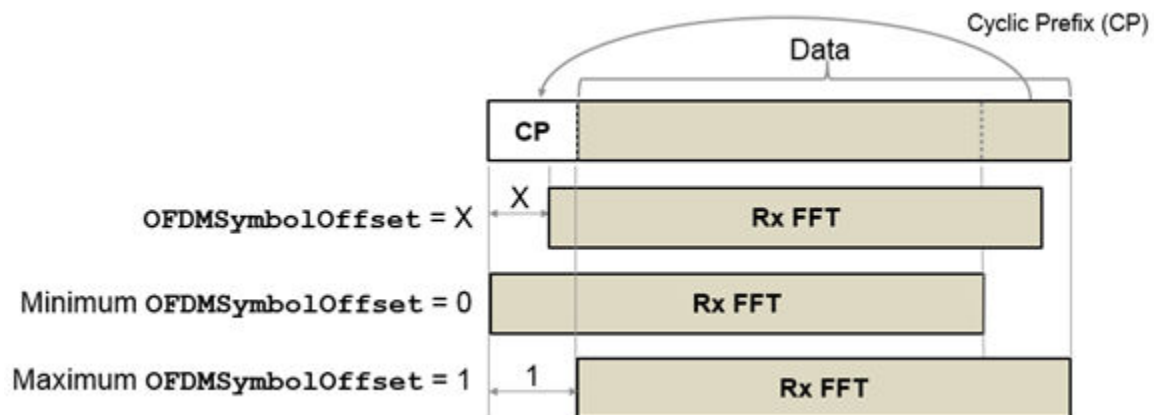 Cyclic Prefix (CP)
Data
CP
X
OFDMSymbolOffset = X
Rx FFT
Minimum OFDMSymbolOffset = 0
Rx FFT
Maximum OFDMSymbolOffset = 1
1
Rx FFT